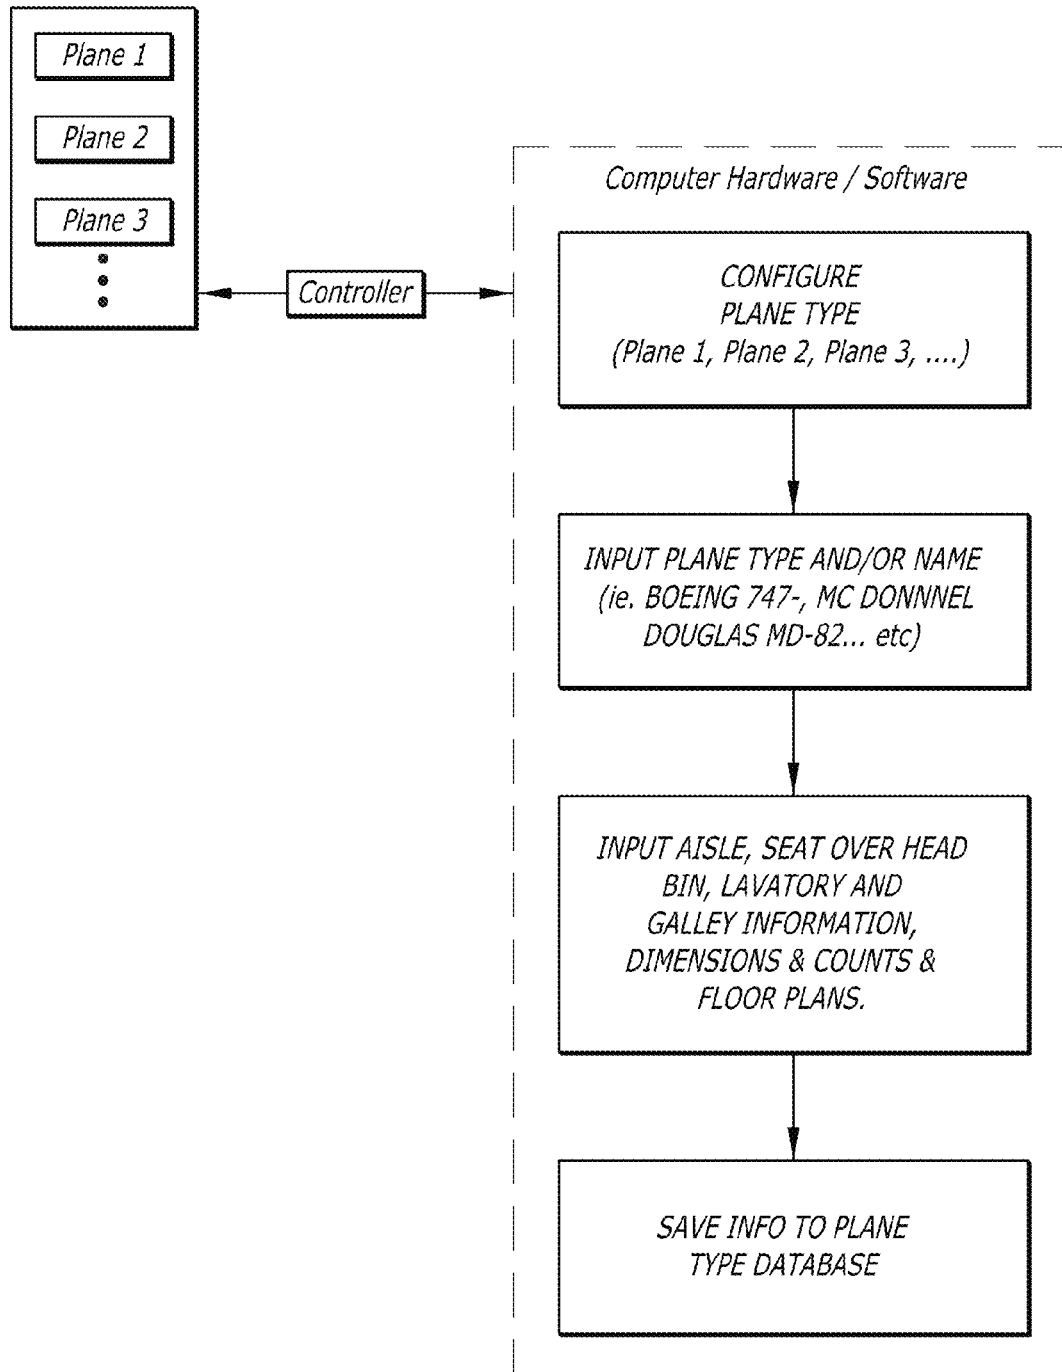 Plane 1
Plane 2
Plane 3
Controller
Computer Hardware / Software
CONFIGURE
PLANE TYPE
(Plane 1, Plane 2, Plane 3, ....)
INPUT PLANE TYPE AND/OR NAME
(ie. BOEING 747-, MC DONNNEL
DOUGLAS MD-82... etc)
INPUT AISLE, SEAT OVER HEAD
BIN, LAVATORY AND
GALLEY INFORMATION,
DIMENSIONS & COUNTS &
FLOOR PLANS.
SAVE INFO TO PLANE
TYPE DATABASE